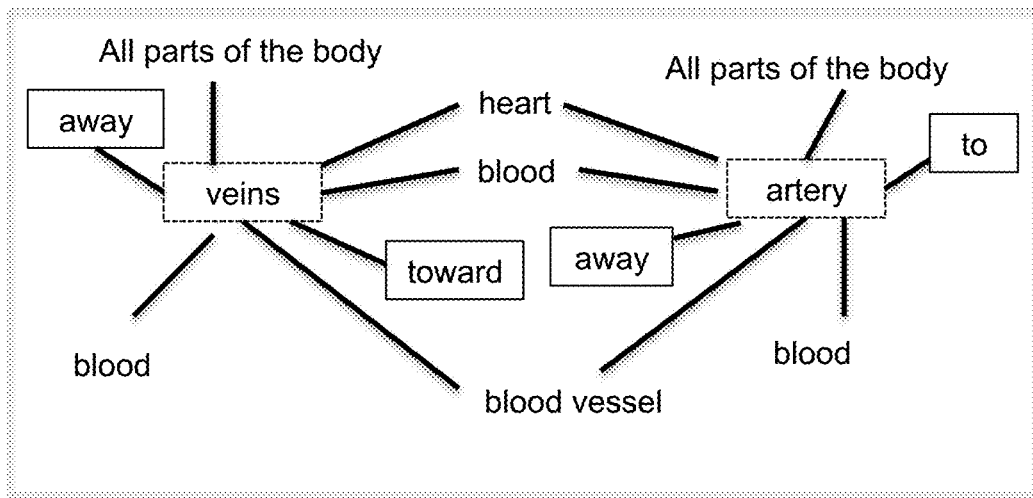 All parts of the body
All parts of the body
away
heart
to
blood
veins
artery
away
toward
blood
blood
blood vessel